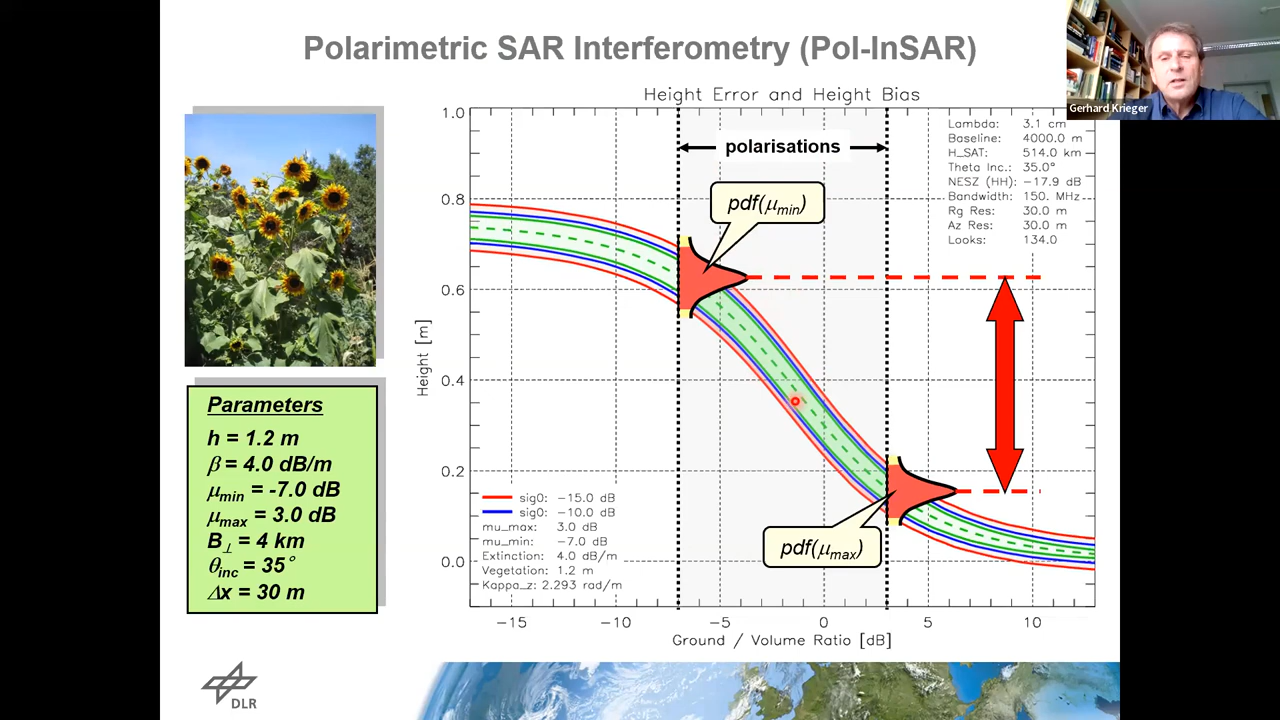 Polarimetric SAR Interferometry (Pol-InSAR)
Gerhard Krieger
Height Error and Height Bias
Lambda: 3.1 cm
Baseline: 4000.0 m
H_SAT: 514.0 km
Theta Inc.: 35.0°
NESZ (HH): −17.9 dB
Bandwidth: 150. MHz
Rg Res: 30.0 m
Az Res: 30.0 m
Looks: 134.0
polarisations
pdf(μmin)
pdf(μmax)
Height [m]
1.0
0.8
0.6
0.4
0.2
0.0
sig0: −15.0 dB
sig0: −10.0 dB
mu_max: 3.0 dB
mu_min: −7.0 dB
Extinction: 4.0 dB/m
Vegetation: 1.2 m
Kappa_z: 2.293 rad/m
−15 −10 −5 0 5 10
Ground / Volume Ratio [dB]
Parameters
h = 1.2 m
β = 4.0 dB/m
μmin = -7.0 dB
μmax = 3.0 dB
B⊥ = 4 km
θinc = 35°
Δx = 30 m
DLR